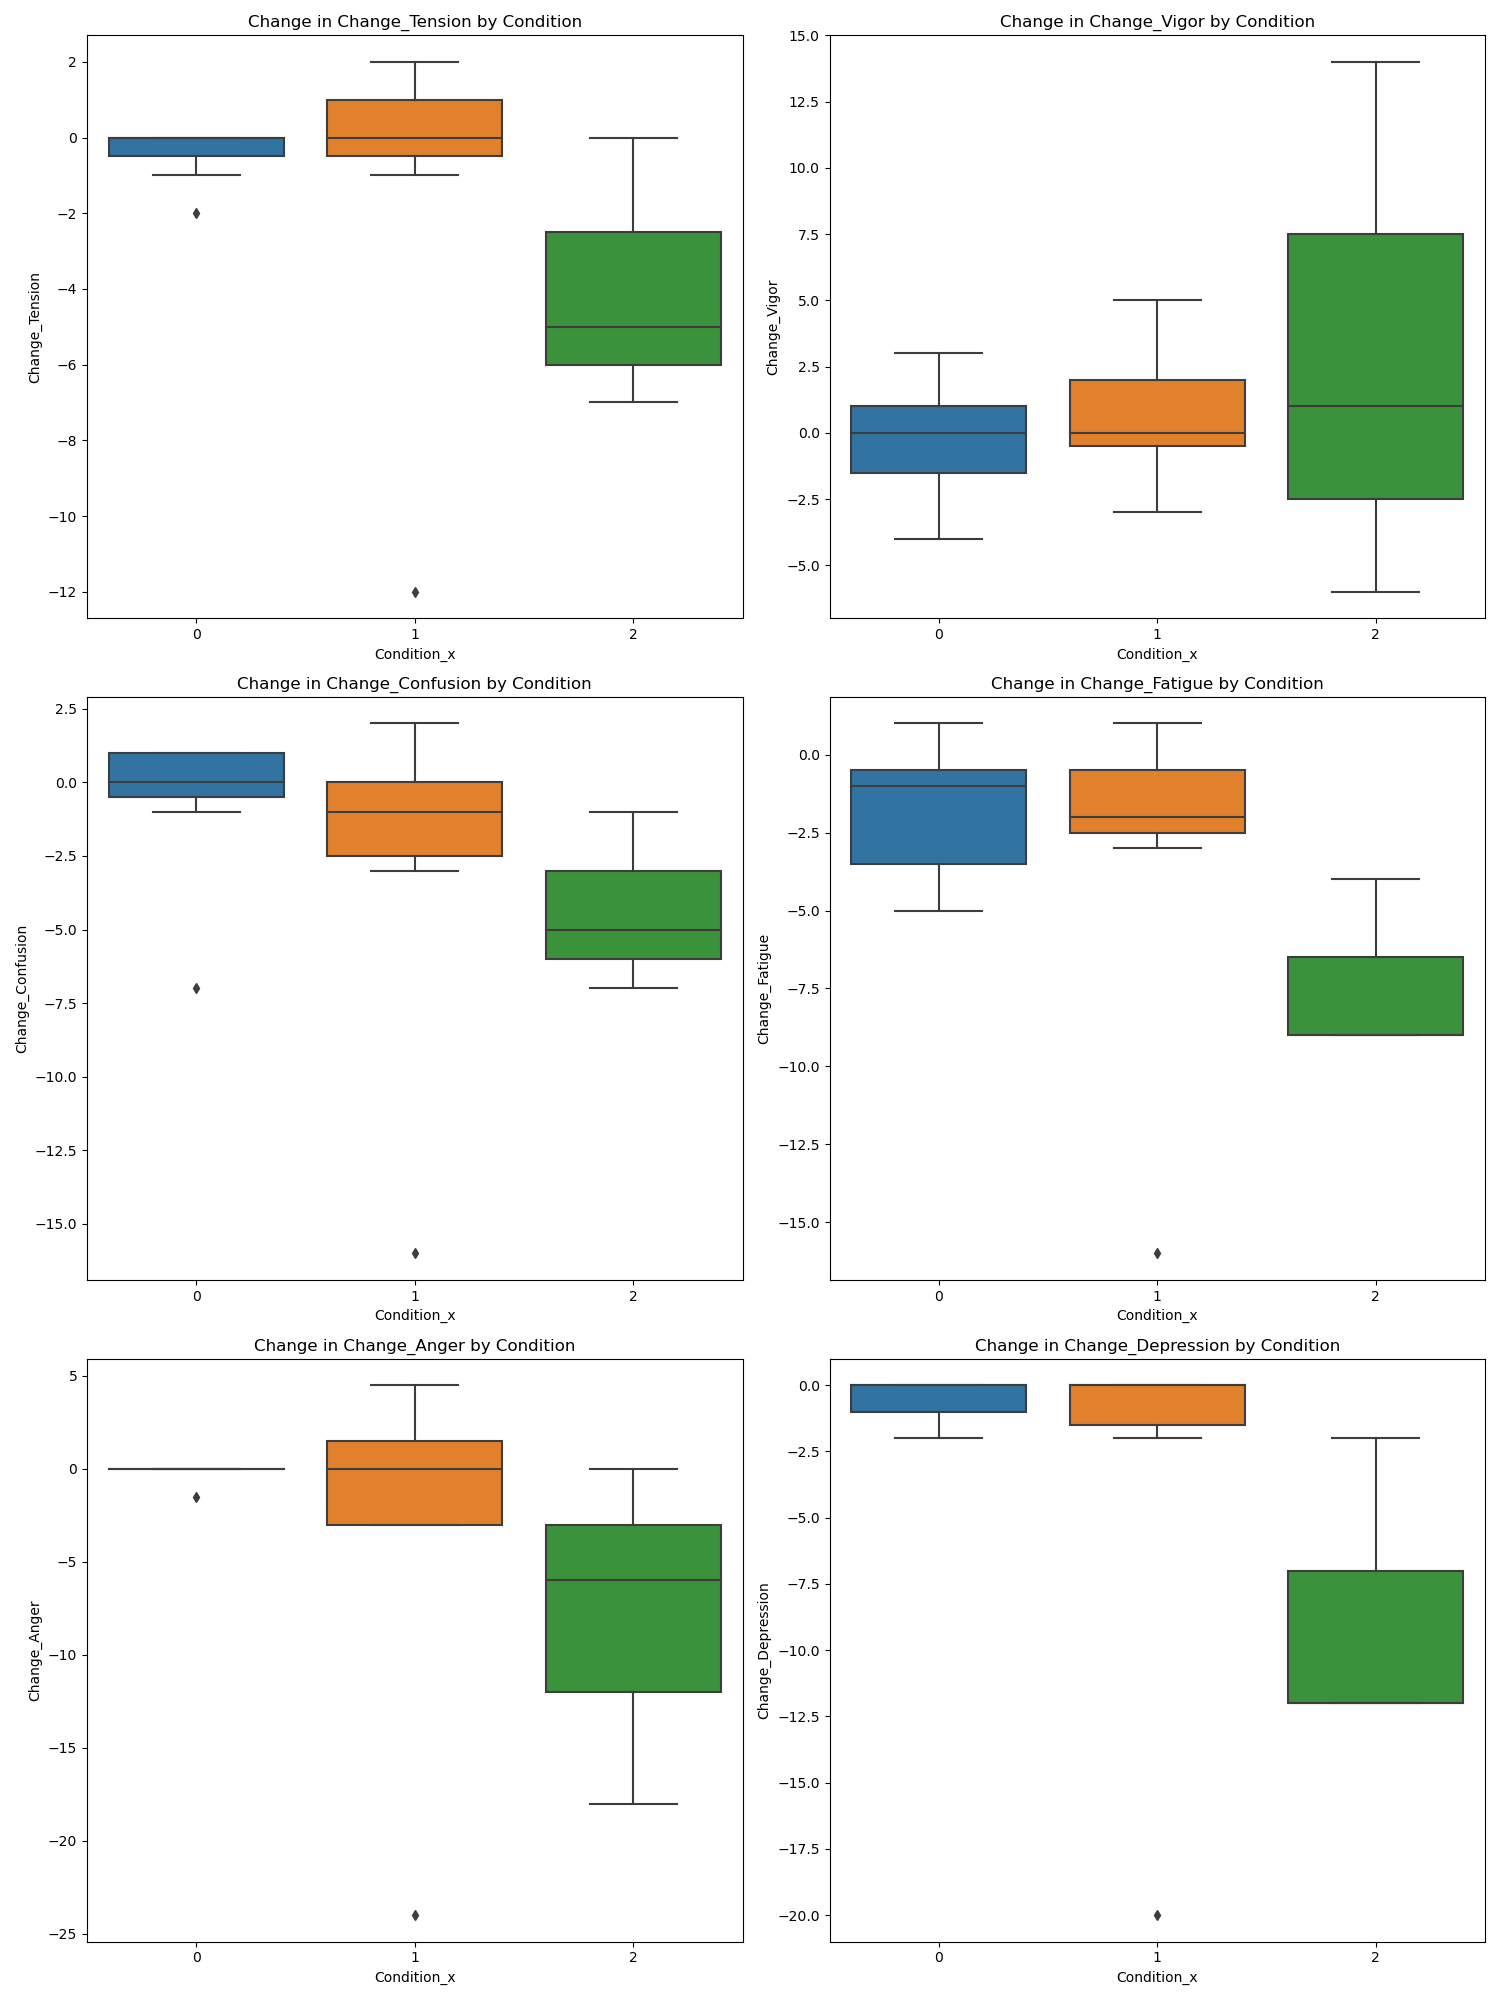 Change in Change_Tension by Condition
2
0
−2
−4
−6
−8
−10
−12
Change_Tension
0 1 2
Condition_x
Change in Change_Vigor by Condition
15.0
12.5
10.0
7.5
5.0
2.5
0.0
−2.5
−5.0
Change_Vigor
0 1 2
Condition_x
Change in Change_Confusion by Condition
2.5
0.0
−2.5
−5.0
−7.5
−10.0
−12.5
−15.0
Change_Confusion
0 1 2
Condition_x
Change in Change_Fatigue by Condition
0.0
−2.5
−5.0
−7.5
−10.0
−12.5
−15.0
Change_Fatigue
0 1 2
Condition_x
Change in Change_Anger by Condition
5
0
−5
−10
−15
−20
−25
Change_Anger
0 1 2
Condition_x
Change in Change_Depression by Condition
0.0
−2.5
−5.0
−7.5
−10.0
−12.5
−15.0
−17.5
−20.0
Change_Depression
0 1 2
Condition_x